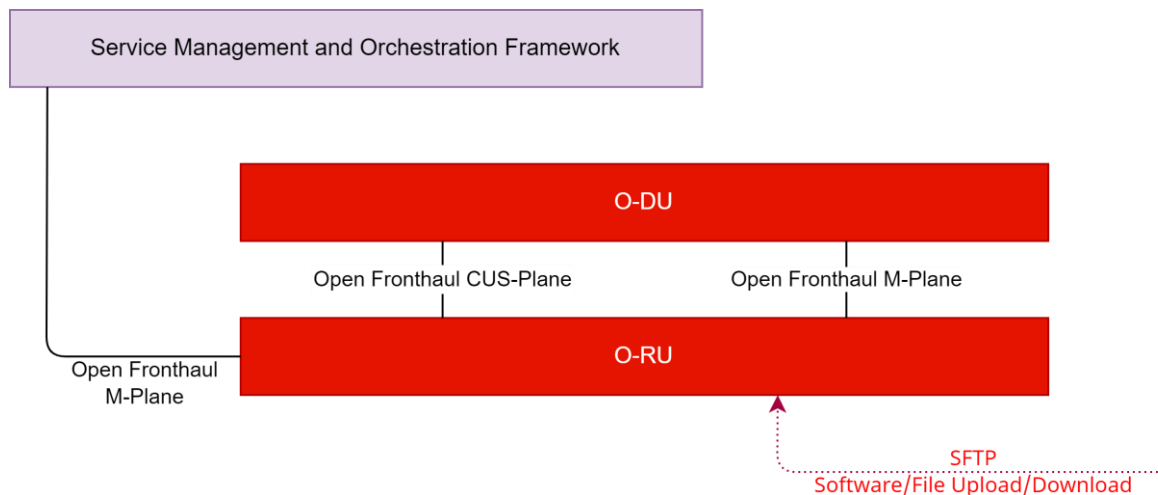 Service Management and Orchestration Framework
O-DU
Open Fronthaul CUS-Plane
Open Fronthaul M-Plane
O-RU
Open Fronthaul
M-Plane
SFTP
Software/File Upload/Download